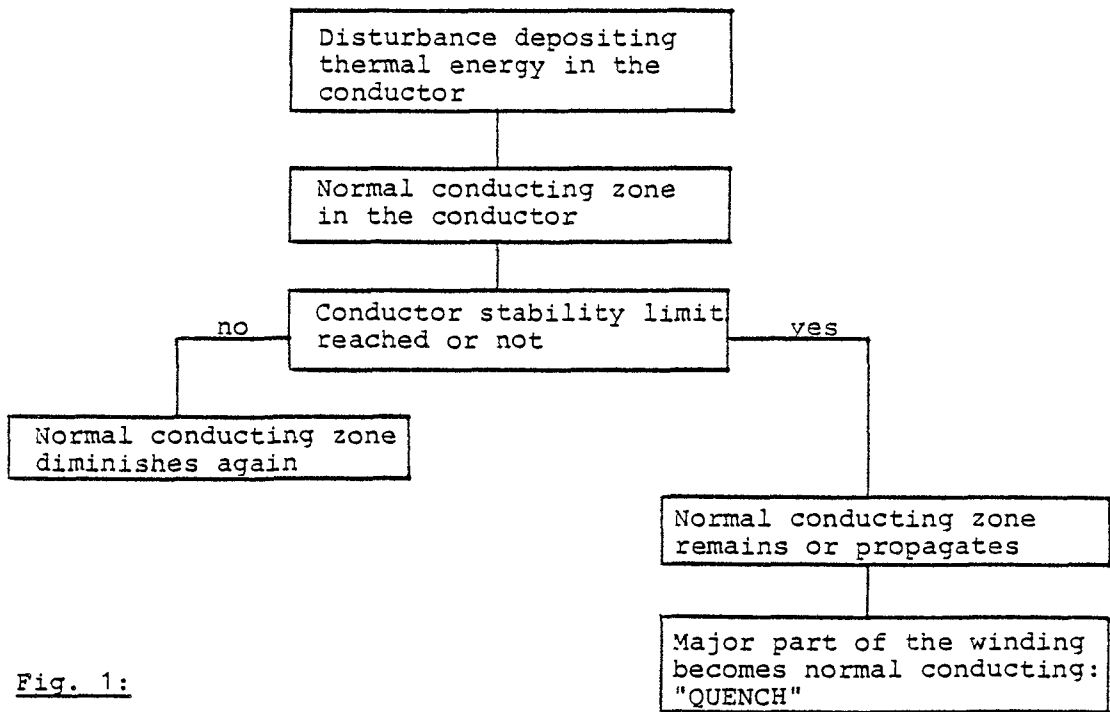 Disturbance depositing
thermal energy in the
conductor
Normal conducting zone
in the conductor
Conductor stability limit
reached or not
no
yes
Normal conducting zone
diminishes again
Normal conducting zone
remains or propagates
Major part of the winding
becomes normal conducting:
"QUENCH"
Fig. 1: